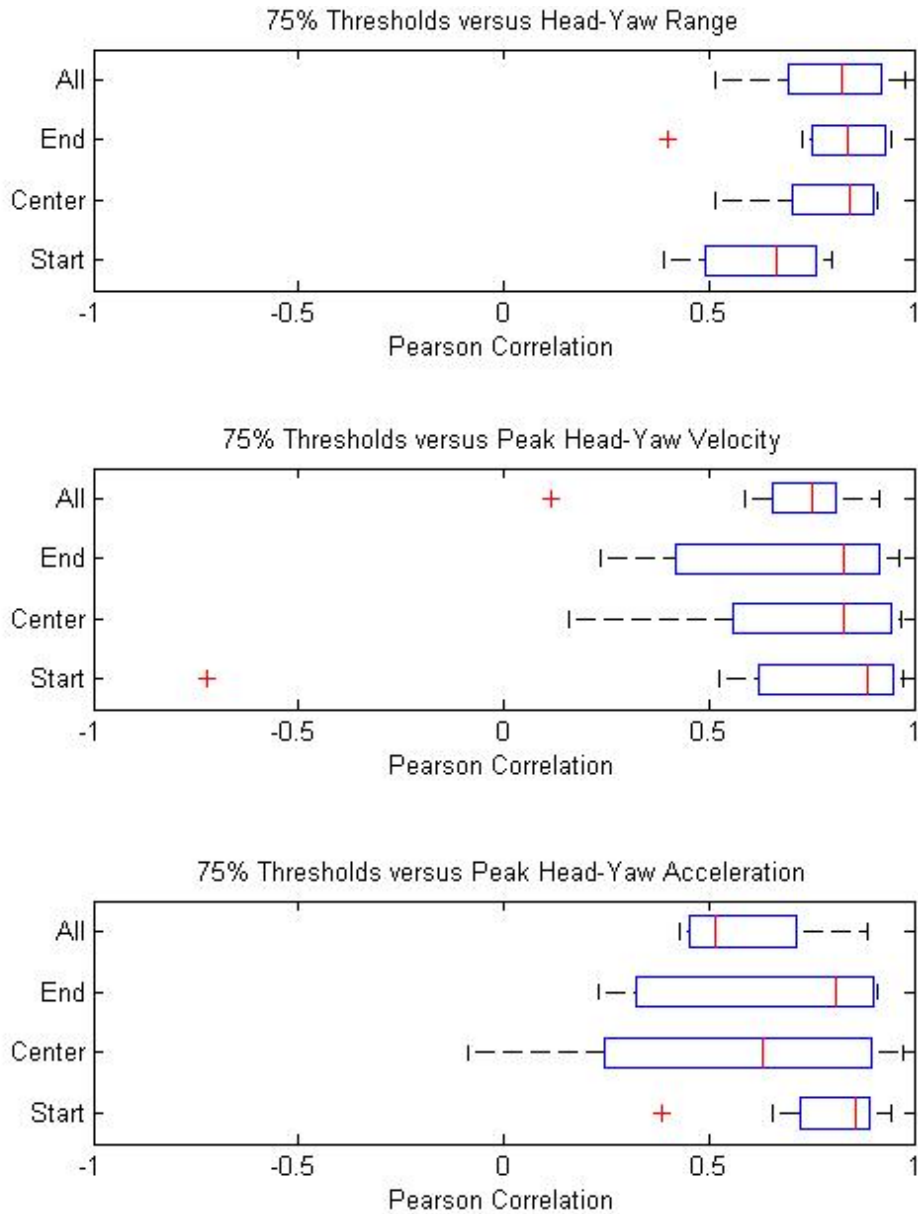 75% Thresholds versus Head-Yaw Range
All
End
Center
Start
-1 -0.5 0 0.5 1
Pearson Correlation
75% Thresholds versus Peak Head-Yaw Velocity
All
End
Center
Start
-1 -0.5 0 0.5 1
Pearson Correlation
75% Thresholds versus Peak Head-Yaw Acceleration
All
End
Center
Start
-1 -0.5 0 0.5 1
Pearson Correlation